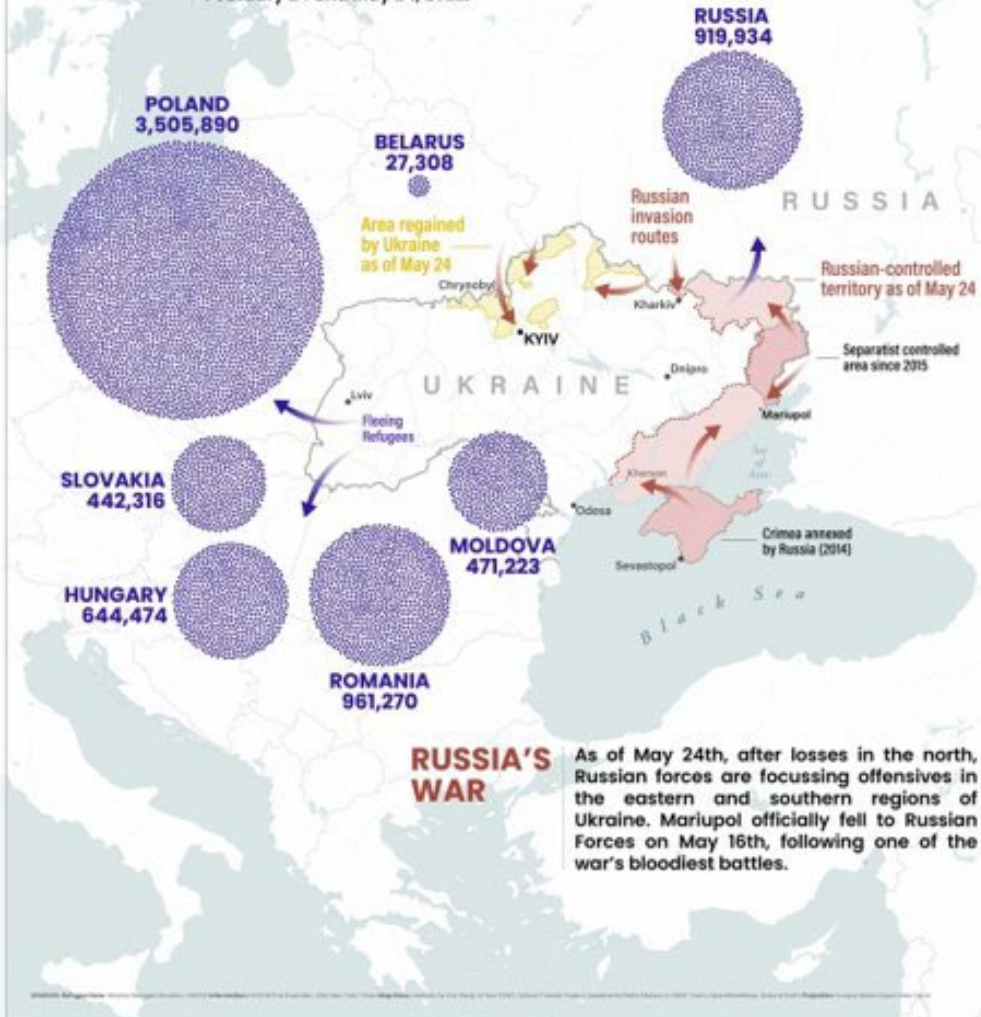 RUSSIA
919,934
POLAND
3,505,890
BELARUS
27,308
Russian
invasion
routes
RUSSIA
Area regained
by Ukraine
as of May 24
Russian-controlled
territory as of May 24
Chrynobyl
Kharkiv
KYIV
Separatist controlled
area since 2015
Dnipro
UKRAINE
Lviv
Mariupol
Fleeing
Refugees
Sea
of
Kherson
SLOVAKIA
442,316
Odesa
MOLDOVA
471,223
Crimea annexed
by Russia (2014)
Sevastopol
HUNGARY
644,474
Black Sea
ROMANIA
961,270
RUSSIA'S
WAR
As of May 24th, after losses in the north,
Russian forces are focussing offensives in
the eastern and southern regions of
Ukraine. Mariupol officially fell to Russian
Forces on May 16th, following one of the
war's bloodiest battles.